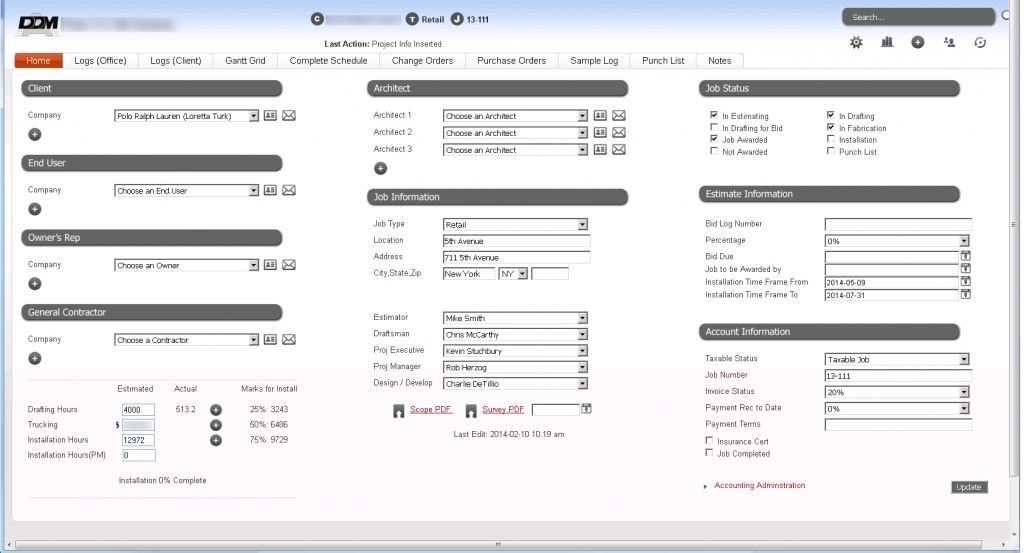 DDM
C
T Retail J 13-111
Search...
Last Action: Project Info Inserted
Home Logs (Office) Logs (Client) Gantt Grid Complete Schedule Change Orders Purchase Orders Sample Log Punch List Notes
Client
Company Polo Ralph Lauren (Loretta Turk)
End User
Company Choose an End User
Owner's Rep
Company Choose an Owner
General Contractor
Company Choose a Contractor
Estimated Actual Marks for Install
Drafting Hours 4000 513.2 25%: 3243
Trucking $ 50%: 6486
Installation Hours 12972 75%: 9729
Installation Hours(PM) 0
Installation 0% Complete
Architect
Architect 1 Choose an Architect
Architect 2 Choose an Architect
Architect 3 Choose an Architect
Job Information
Job Type Retail
Location 5th Avenue
Address 711 5th Avenue
City,State,Zip New York NY
Estimator Mike Smith
Draftsman Chris McCarthy
Proj Executive Kevin Stuchbury
Proj Manager Rob Herzog
Design / Develop Charlie DeTillio
Scope PDF Survey PDF
Last Edit: 2014-02-10 10:19 am
Job Status
In Estimating In Drafting
In Drafting for Bid In Fabrication
Job Awarded Installation
Not Awarded Punch List
Estimate Information
Bid Log Number
Percentage 0%
Bid Due
Job to be Awarded by
Installation Time Frame From 2014-05-09
Installation Time Frame To 2014-07-31
Account Information
Taxable Status Taxable Job
Job Number 13-111
Invoice Status 20%
Payment Rec to Date 0%
Payment Terms
Insurance Cert
Job Completed
Accounting Adminstration
Update